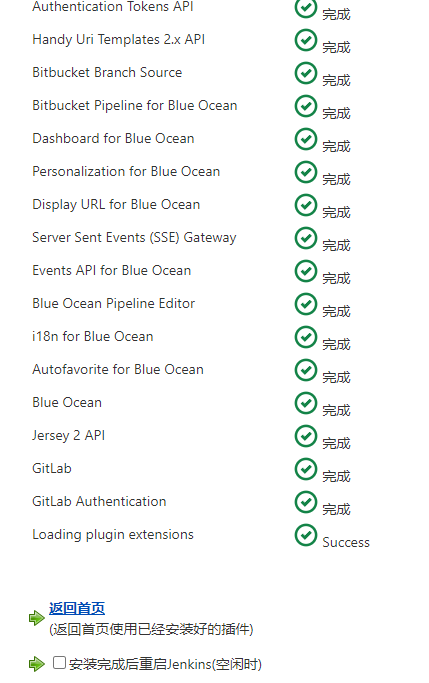 Authentication Tokens API 完成
Handy Uri Templates 2.x API 完成
Bitbucket Branch Source 完成
Bitbucket Pipeline for Blue Ocean 完成
Dashboard for Blue Ocean 完成
Personalization for Blue Ocean 完成
Display URL for Blue Ocean 完成
Server Sent Events (SSE) Gateway 完成
Events API for Blue Ocean 完成
Blue Ocean Pipeline Editor 完成
i18n for Blue Ocean 完成
Autofavorite for Blue Ocean 完成
Blue Ocean 完成
Jersey 2 API 完成
GitLab 完成
GitLab Authentication 完成
Loading plugin extensions Success
返回首页
(返回首页使用已经安装好的插件)
安装完成后重启Jenkins(空闲时)